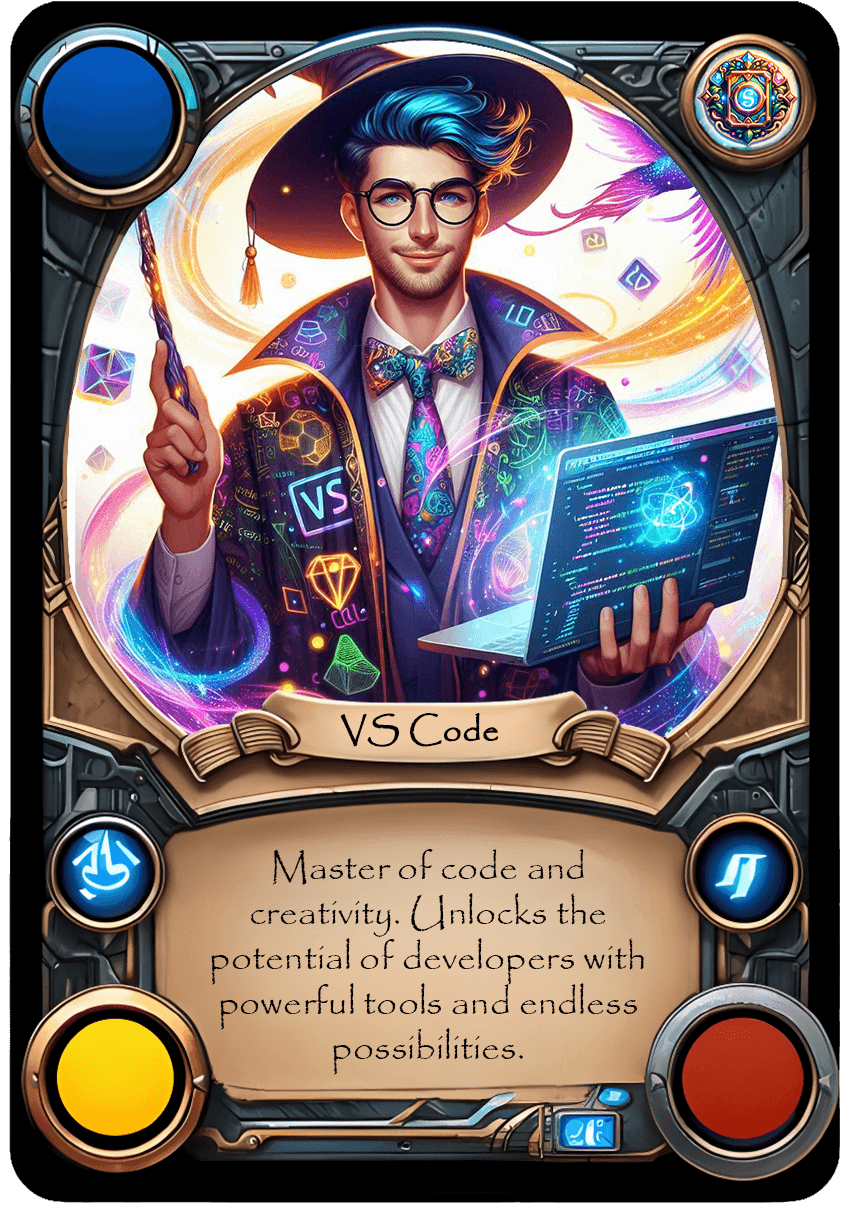 S
VS
VS Code
Master of code and
creativity. Unlocks the
potential of developers with
powerful tools and endless
possibilities.